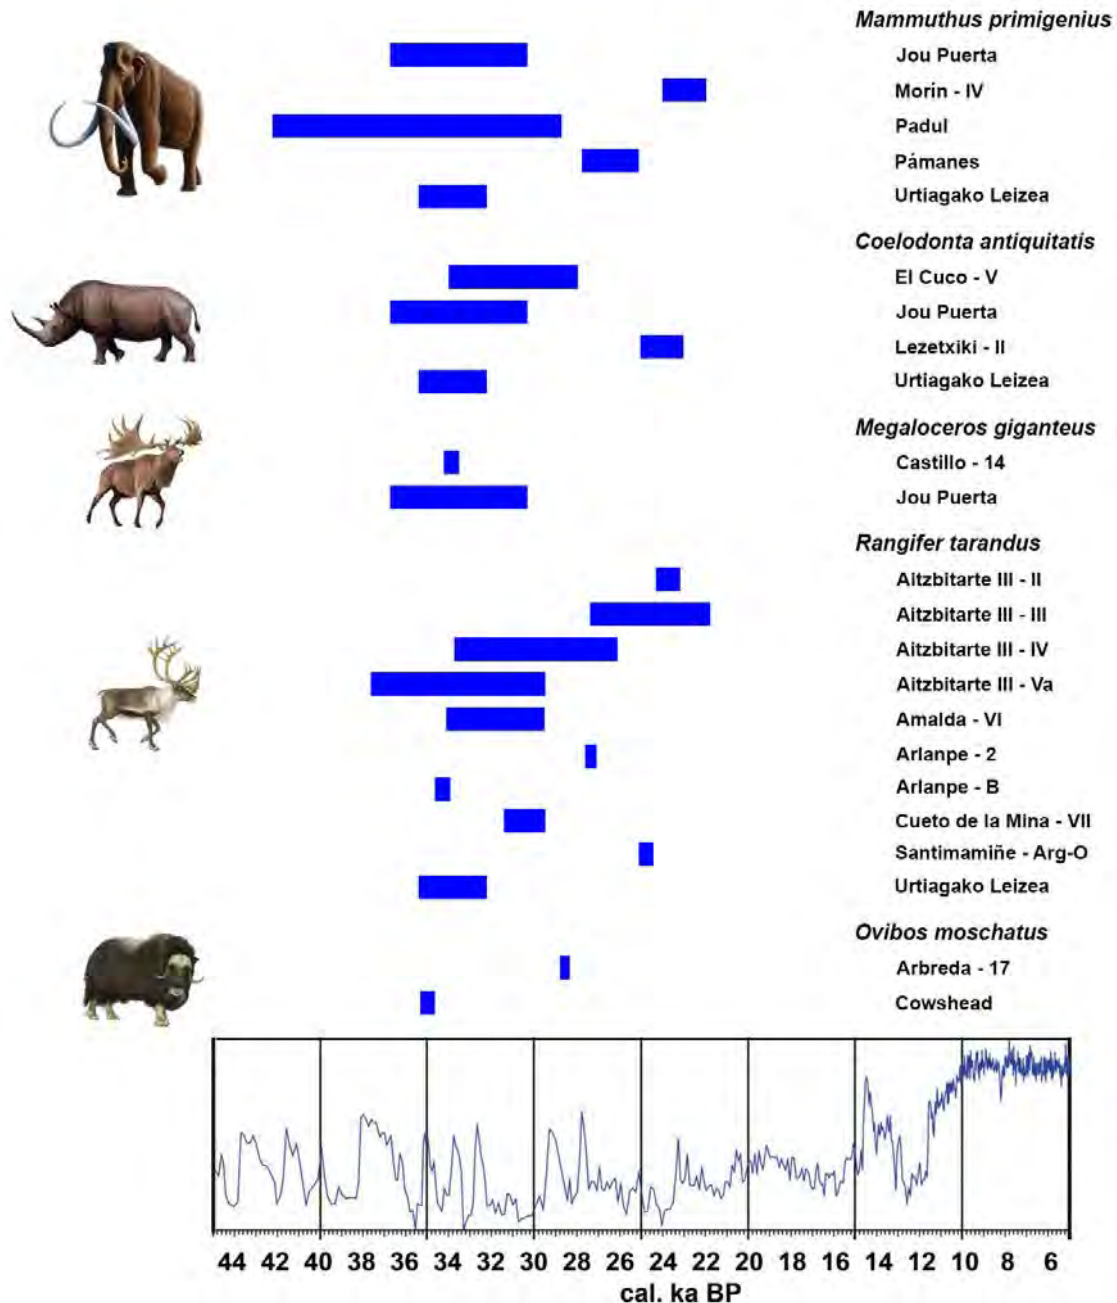 Mammuthus primigenius
Jou Puerta
Morín - IV
Padul
Pámanes
Urtiagako Leizea
Coelodonta antiquitatis
El Cuco - V
Jou Puerta
Lezetxiki - II
Urtiagako Leizea
Megaloceros giganteus
Castillo - 14
Jou Puerta
Rangifer tarandus
Aitzbitarte III - II
Aitzbitarte III - III
Aitzbitarte III - IV
Aitzbitarte III - Va
Amalda - VI
Arlanpe - 2
Arlanpe - B
Cueto de la Mina - VII
Santimamiñe - Arg-O
Urtiagako Leizea
Ovibos moschatus
Arbreda - 17
Cowshead
44 42 40 38 36 34 32 30 28 26 24 22 20 18 16 14 12 10 8 6
cal. ka BP